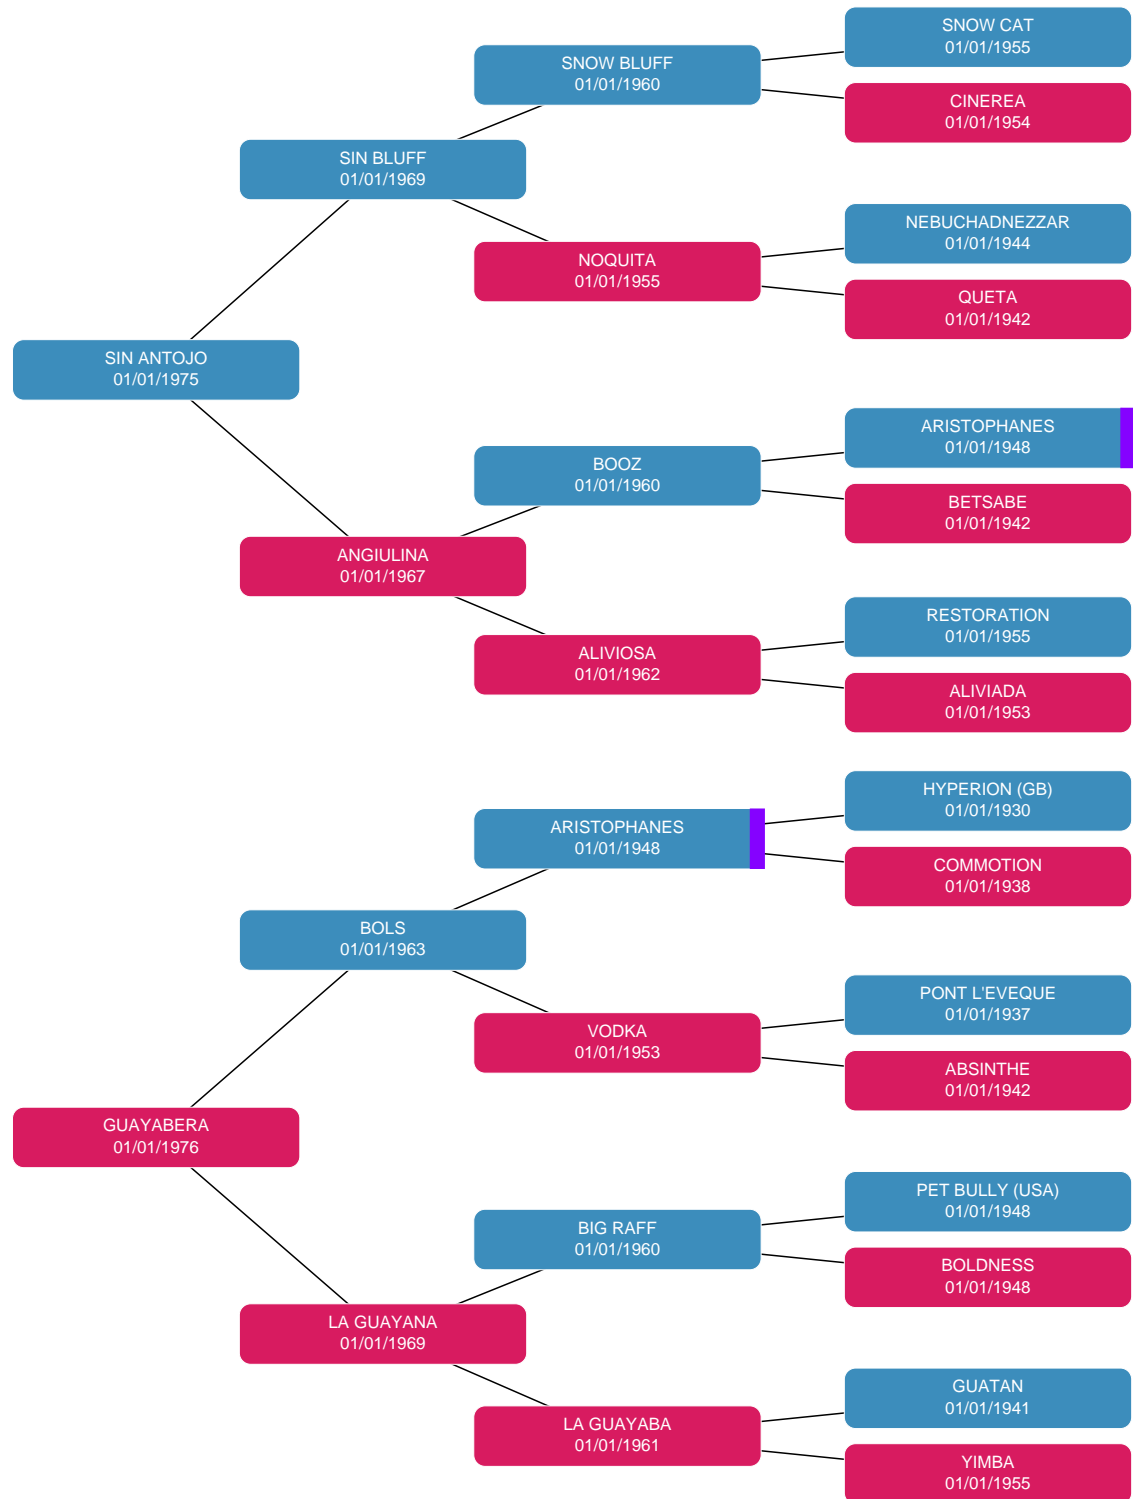 SNOW CAT
01/01/1955
SNOW BLUFF
01/01/1960
CINEREA
01/01/1954
SIN BLUFF
01/01/1969
NEBUCHADNEZZAR
01/01/1944
NOQUITA
01/01/1955
QUETA
01/01/1942
SIN ANTOJO
01/01/1975
ARISTOPHANES
01/01/1948
BOOZ
01/01/1960
BETSABE
01/01/1942
ANGIULINA
01/01/1967
RESTORATION
01/01/1955
ALIVIOSA
01/01/1962
ALIVIADA
01/01/1953
HYPERION (GB)
01/01/1930
ARISTOPHANES
01/01/1948
COMMOTION
01/01/1938
BOLS
01/01/1963
PONT L'EVEQUE
01/01/1937
VODKA
01/01/1953
ABSINTHE
01/01/1942
GUAYABERA
01/01/1976
PET BULLY (USA)
01/01/1948
BIG RAFF
01/01/1960
BOLDNESS
01/01/1948
LA GUAYANA
01/01/1969
GUATAN
01/01/1941
LA GUAYABA
01/01/1961
YIMBA
01/01/1955